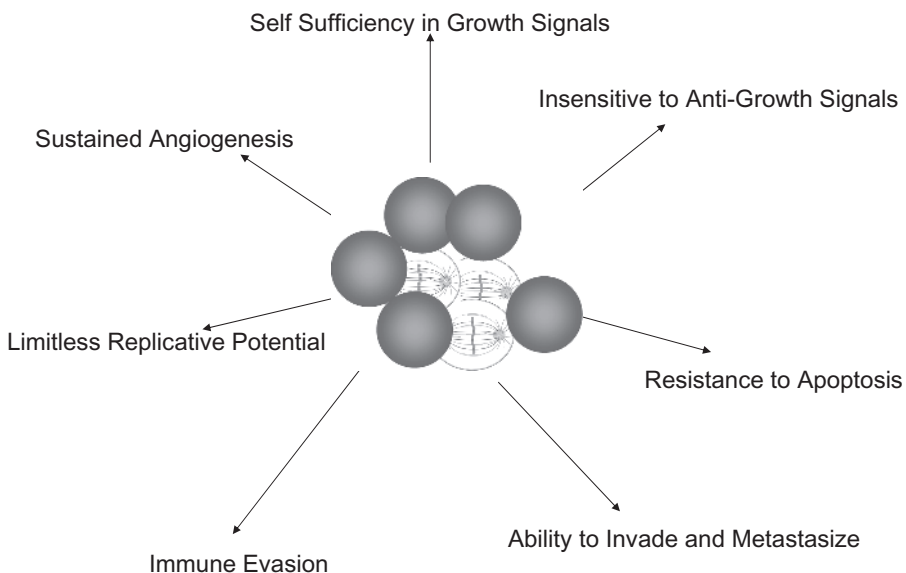 Self Sufficiency in Growth Signals
Insensitive to Anti-Growth Signals
Sustained Angiogenesis
Limitless Replicative Potential
Resistance to Apoptosis
Ability to Invade and Metastasize
Immune Evasion